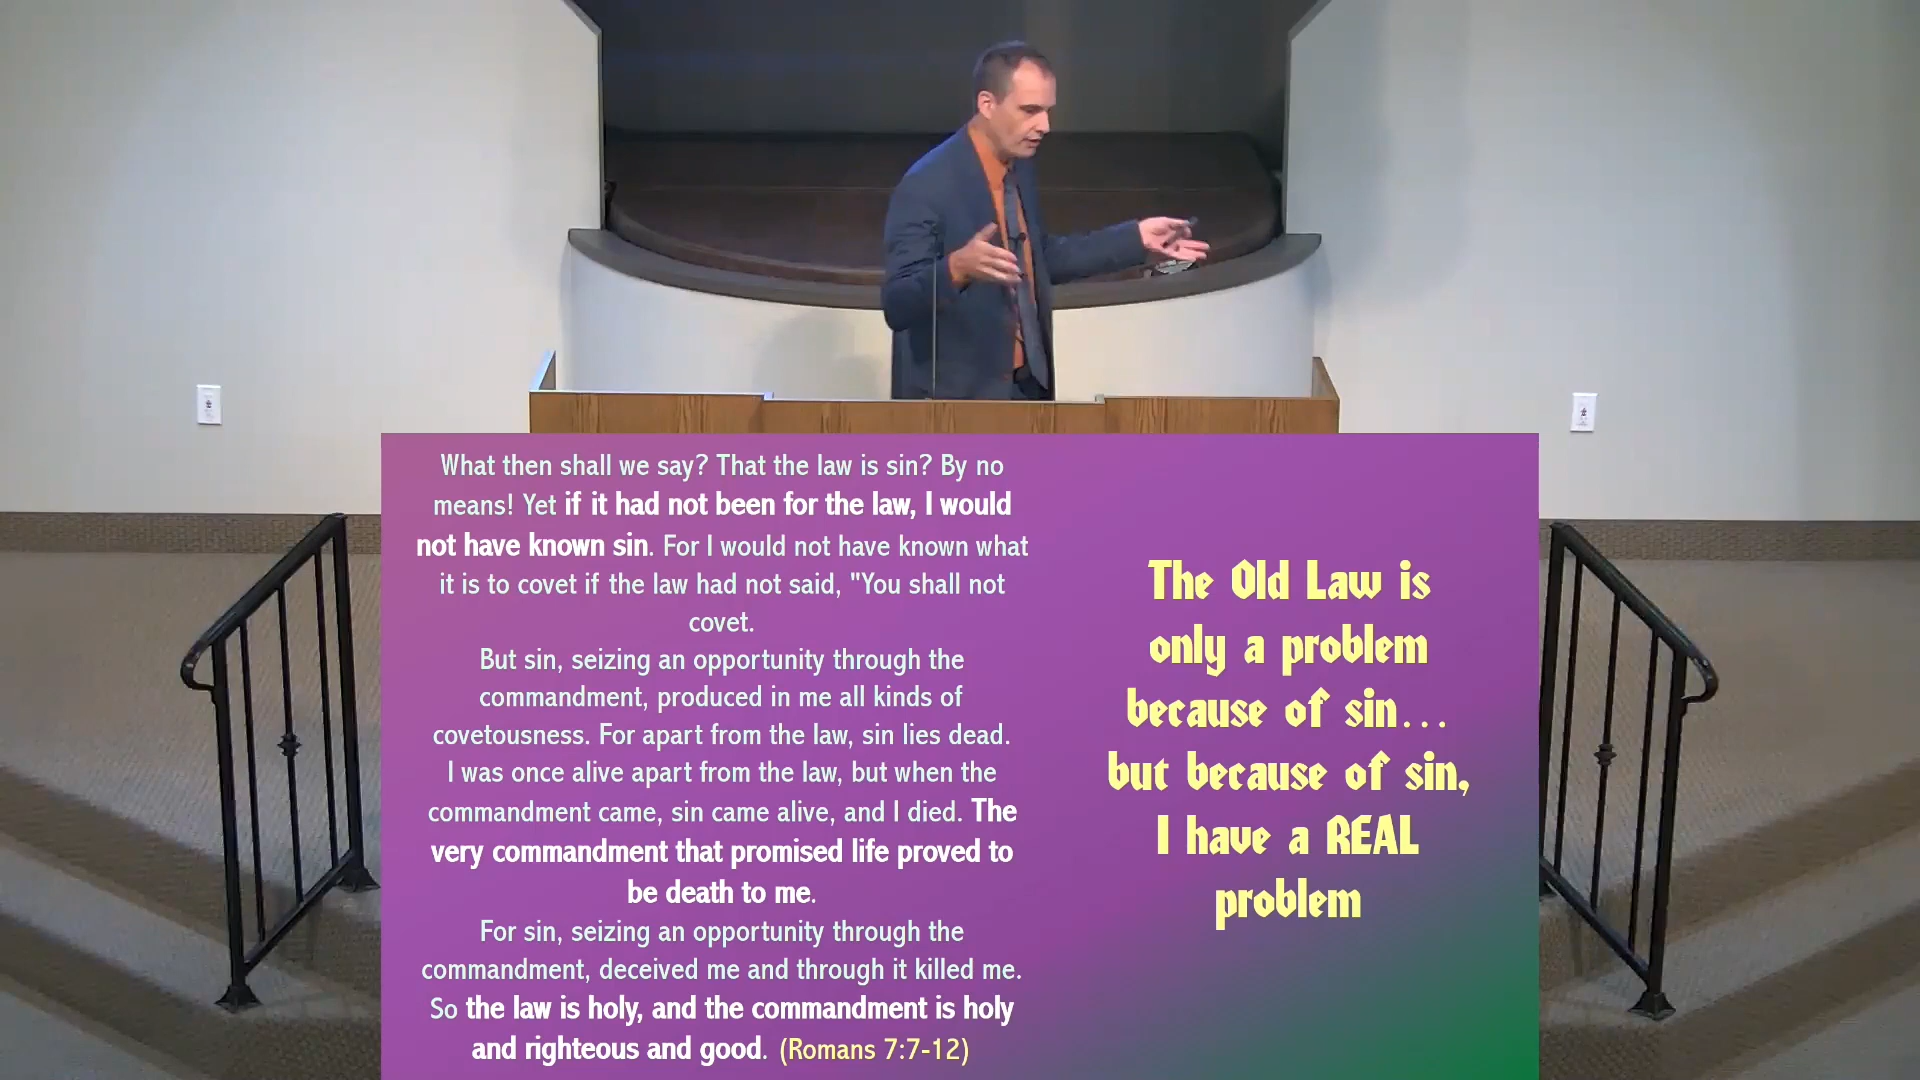 What then shall we say? That the law is sin? By no
means! Yet if it had not been for the law, I would
not have known sin. For I would not have known what
it is to covet if the law had not said, "You shall not
covet.
But sin, seizing an opportunity through the
commandment, produced in me all kinds of
covetousness. For apart from the law, sin lies dead.
I was once alive apart from the law, but when the
commandment came, sin came alive, and I died. The
very commandment that promised life proved to
be death to me.
For sin, seizing an opportunity through the
commandment, deceived me and through it killed me.
So the law is holy, and the commandment is holy
and righteous and good. (Romans 7:7-12)
The Old Law is
only a problem
because of sin...
but because of sin,
I have a REAL
problem